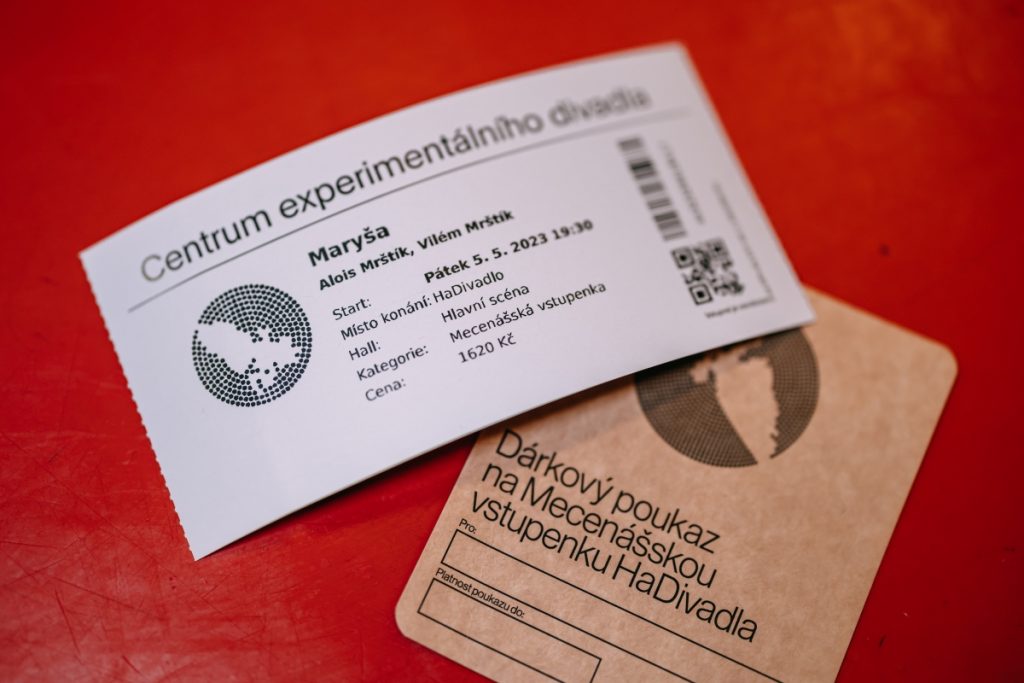 Centrum experimentálního divadla
Maryša
Alois Mrštík, Vilém Mrštík
Start: Pátek 5. 5. 2023 19:30
Místo konání: HaDivadlo
Hall: Hlavní scéna
Kategorie: Mecenášská vstupenka
Cena: 1620 Kč
Dárkový poukaz
na Mecenášskou
vstupenku HaDivadla
Pro:
Platnost poukazu do: